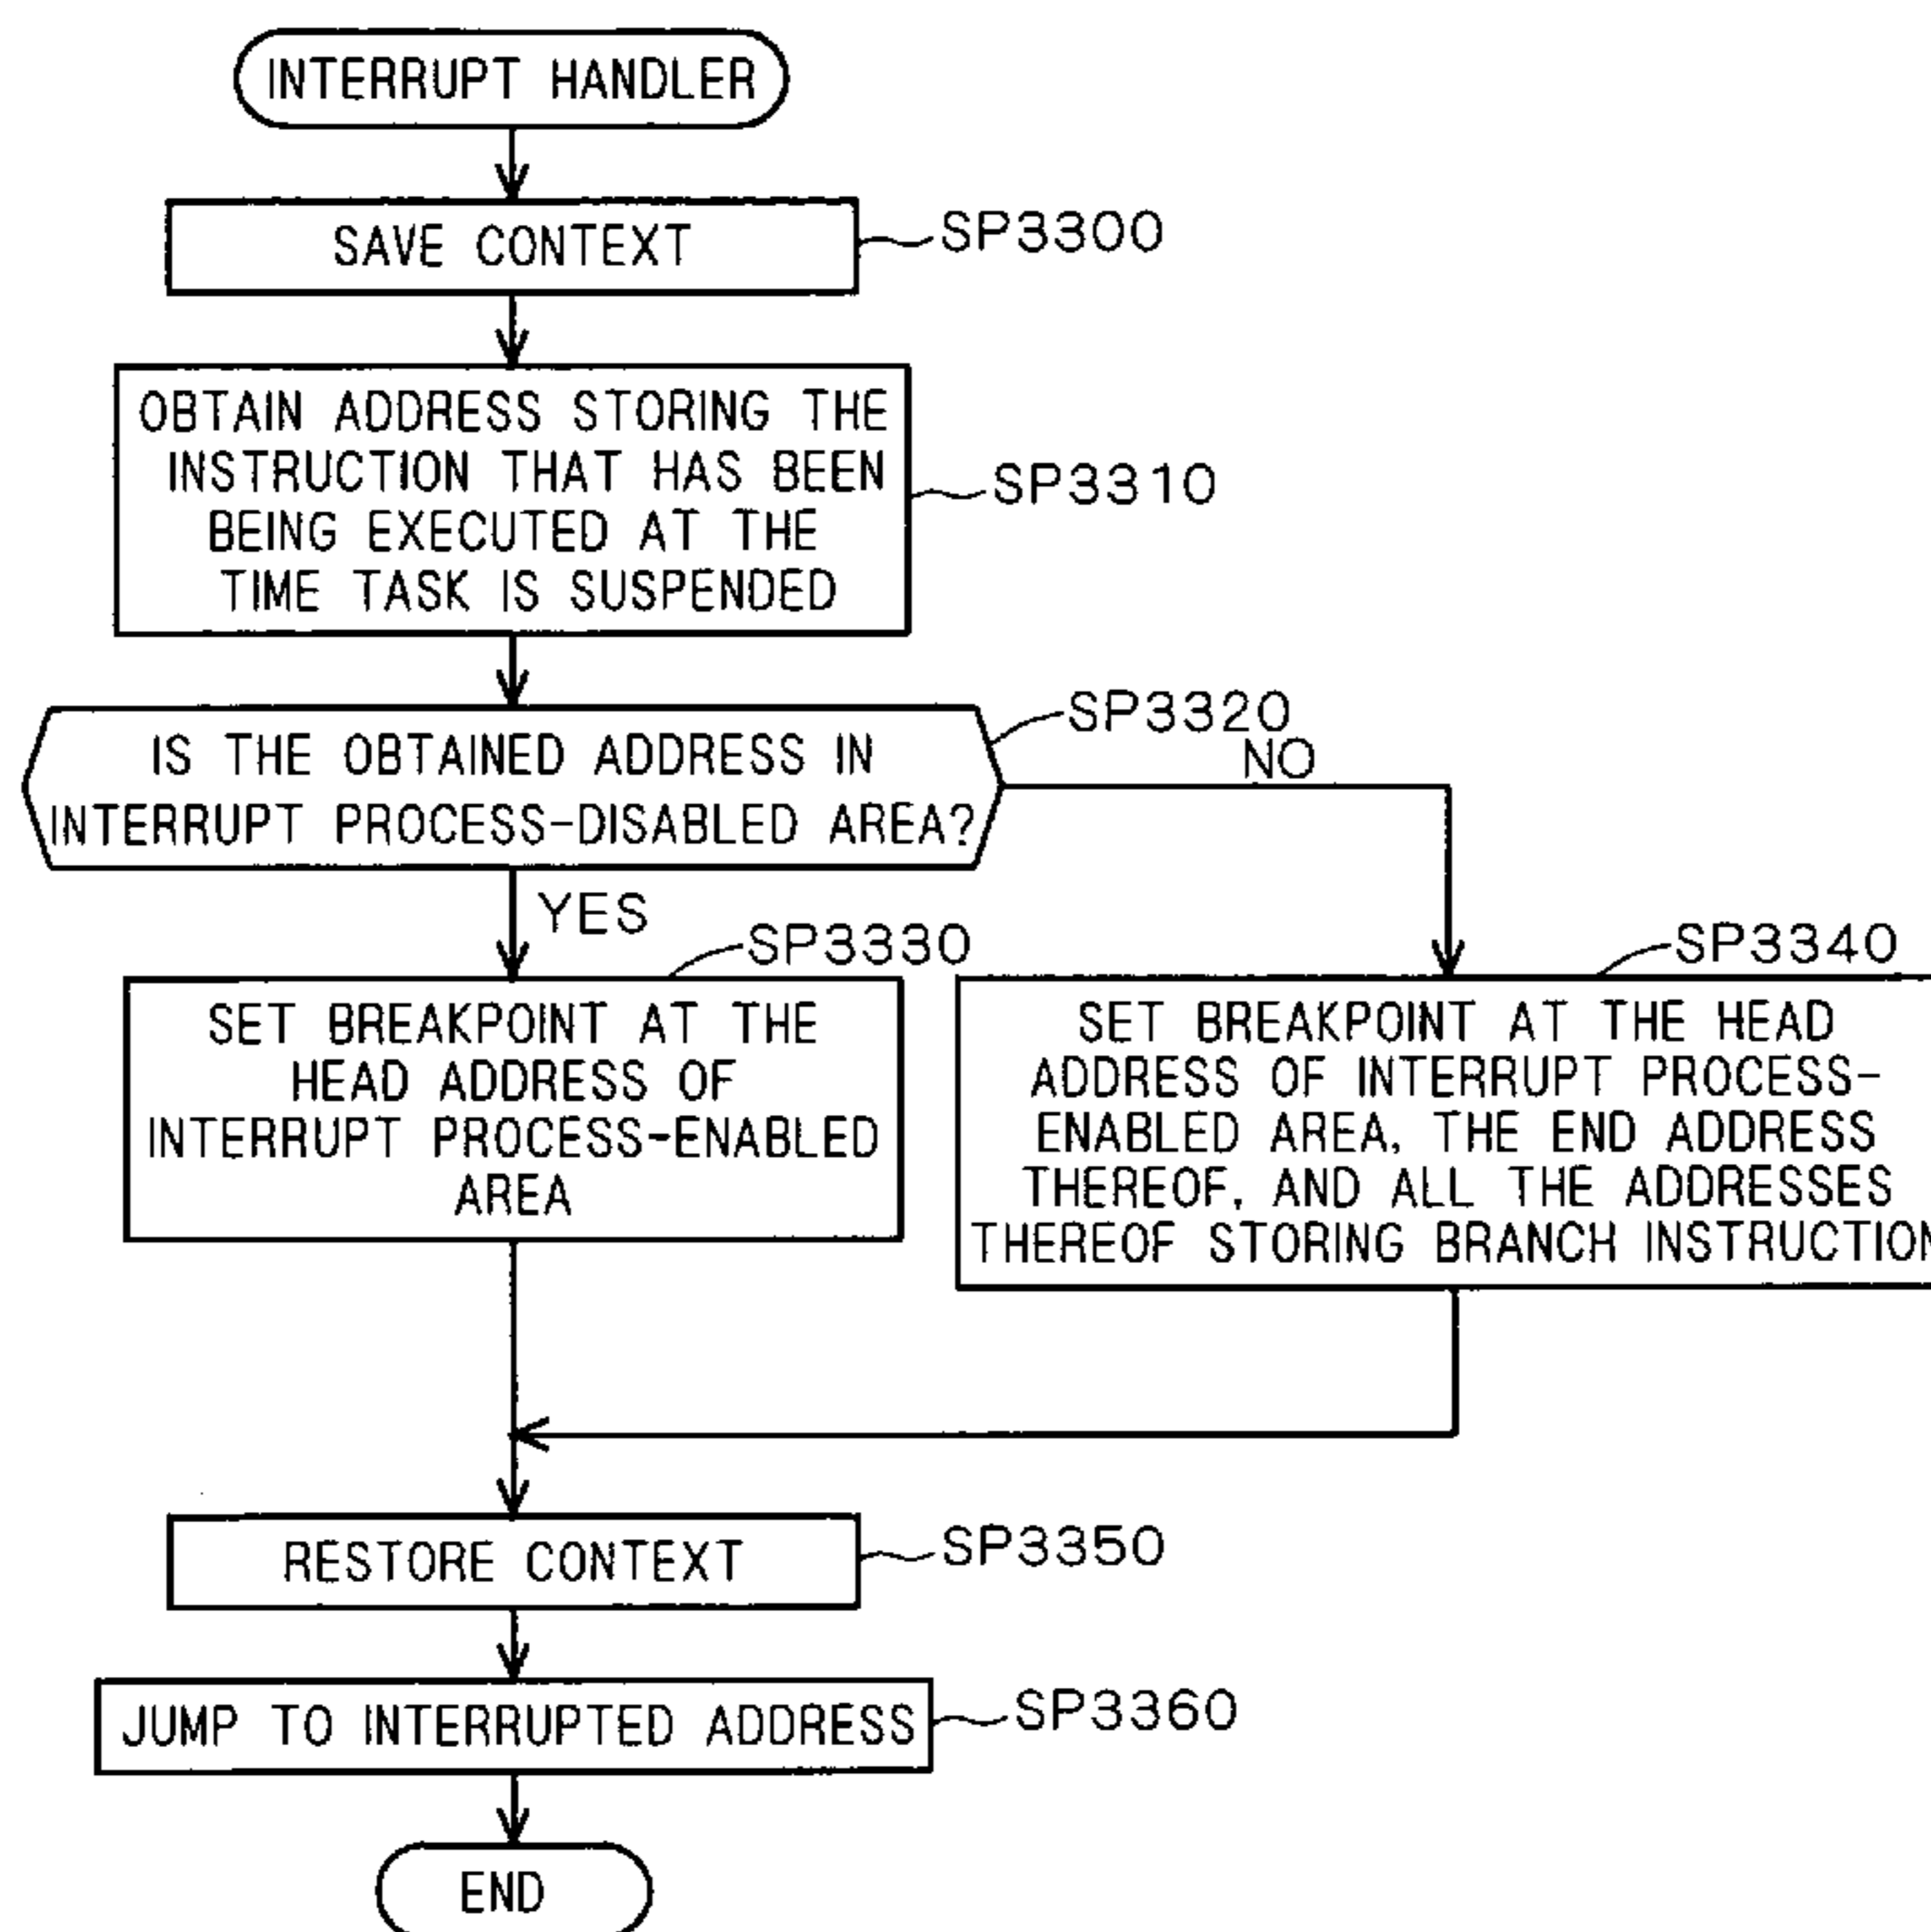 INTERRUPT HANDLER
SAVE CONTEXT
SP3300
OBTAIN ADDRESS STORING THE
INSTRUCTION THAT HAS BEEN
BEING EXECUTED AT THE
TIME TASK IS SUSPENDED
SP3310
SP3320
IS THE OBTAINED ADDRESS IN
INTERRUPT PROCESS-DISABLED AREA?
NO
YES
SP3330
SET BREAKPOINT AT THE
HEAD ADDRESS OF
INTERRUPT PROCESS-ENABLED
AREA
SP3340
SET BREAKPOINT AT THE HEAD
ADDRESS OF INTERRUPT PROCESS-
ENABLED AREA, THE END ADDRESS
THEREOF, AND ALL THE ADDRESSES
THEREOF STORING BRANCH INSTRUCTION
RESTORE CONTEXT
SP3350
JUMP TO INTERRUPTED ADDRESS
SP3360
END